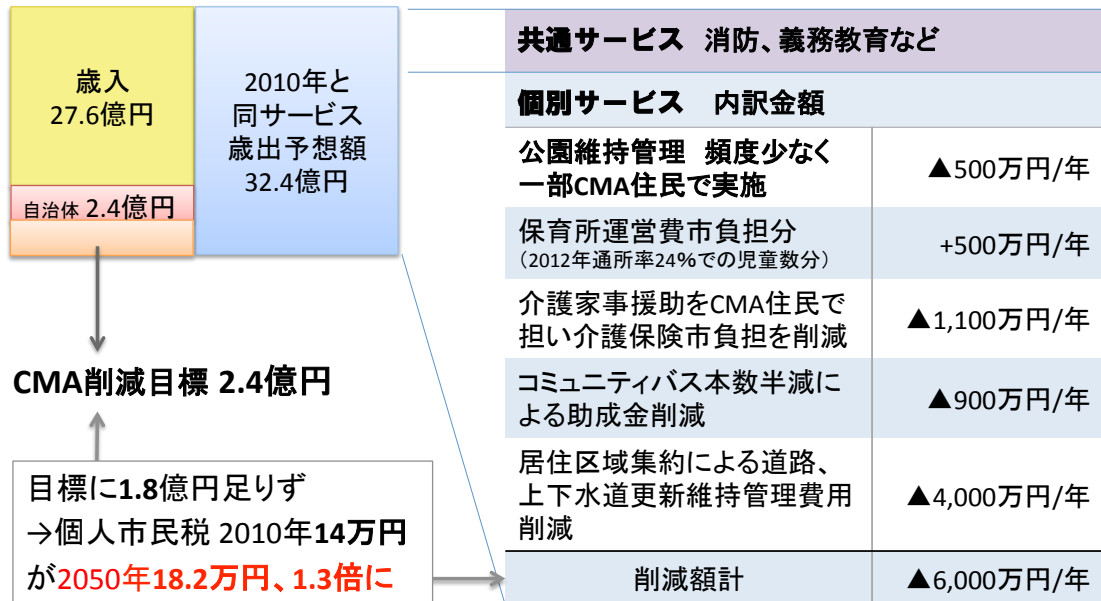 歳入
27.6億円
自治体 2.4億円
2010年と
同サービス
歳出予想額
32.4億円
CMA削減目標 2.4億円
目標に1.8億円足りず
→個人市民税 2010年14万円
が2050年18.2万円、1.3倍に
共通サービス 消防、義務教育など
個別サービス 内訳金額
公園維持管理 頻度少なく
一部CMA住民で実施
▲500万円/年
保育所運営費市負担分
（2012年通所率24%での児童数分）
+500万円/年
介護家事援助をCMA住民で
担い介護保険市負担を削減
▲1,100万円/年
コミュニティバス本数半減に
よる助成金削減
▲900万円/年
居住区域集約による道路、
上下水道更新維持管理費用
削減
▲4,000万円/年
削減額計
▲6,000万円/年